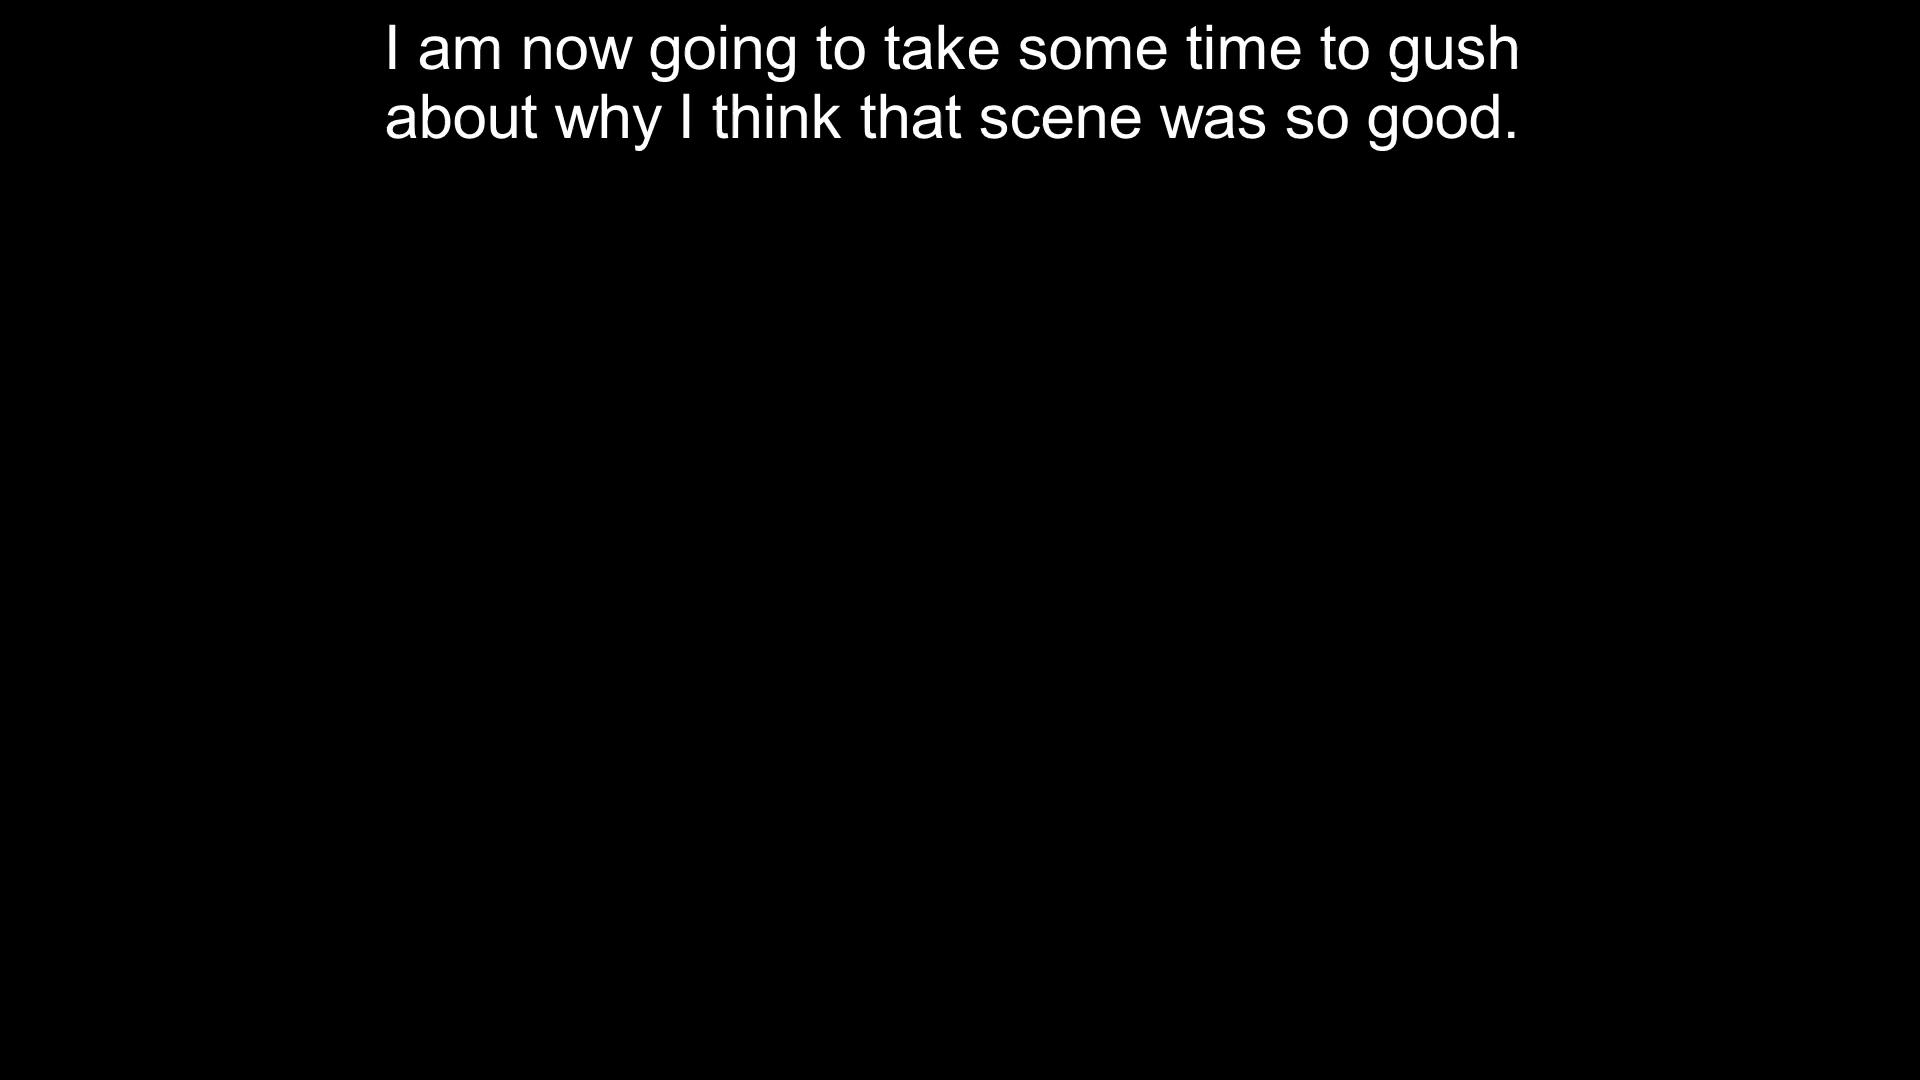 I am now going to take some time to gush
about why I think that scene was so good.